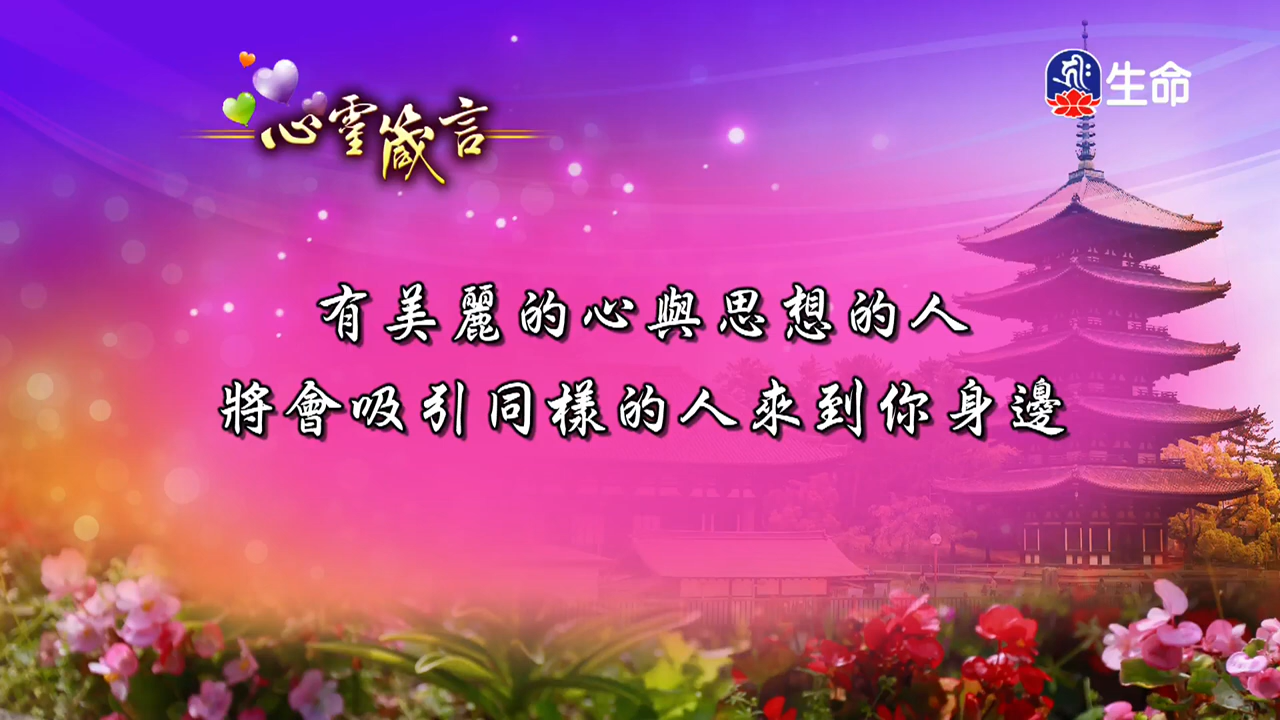 心靈箴言
生命
有美麗的心與思想的人
將會吸引同樣的人來到你身邊